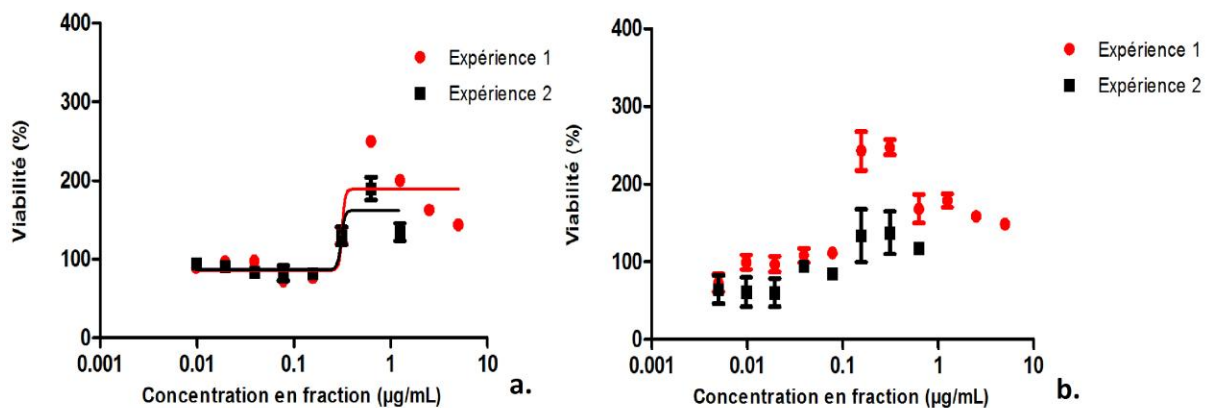 400
300
200
100
0
Viabilité (%)
Expérience 1
Expérience 2
0.001 0.01 0.1 1 10
Concentration en fraction (µg/mL)
a.
400
300
200
100
0
Viabilité (%)
Expérience 1
Expérience 2
0.001 0.01 0.1 1 10
Concentration en fraction (µg/mL)
b.